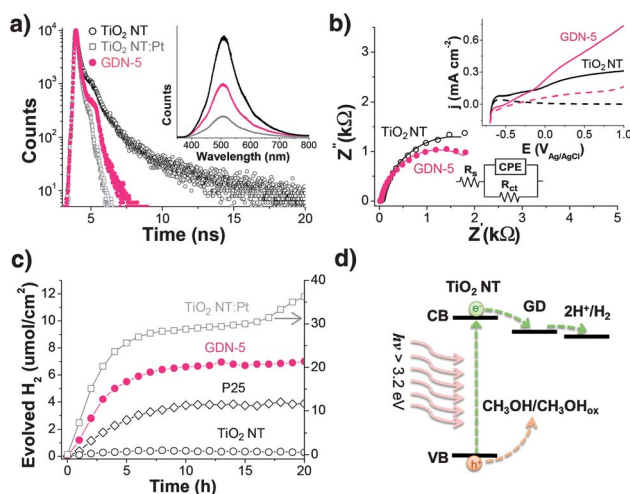 a)
TiO2 NT
TiO2 NT:Pt
GDN-5
Counts
10^4
10^3
10^2
10^1
0
5
10
15
20
Time (ns)
Counts
400
500
600
700
800
Wavelength (nm)
b)
Z'' (kΩ)
3
2
1
0
0
1
2
3
4
5
Z' (kΩ)
TiO2 NT
GDN-5
Rs
CPE
Rct
j (mA cm-2)
0.8
0.4
0.0
-0.5
0.0
0.5
1.0
E (V Ag/AgCl)
GDN-5
TiO2 NT
c)
Evolved H2 (umol/cm2)
12
10
8
6
4
2
0
40
30
20
10
0
0
5
10
15
20
Time (h)
TiO2 NT:Pt
GDN-5
P25
TiO2 NT
d)
TiO2 NT
CB
e-
GD
2H+/H2
hν > 3.2 eV
CH3OH/CH3OHox
VB
h+